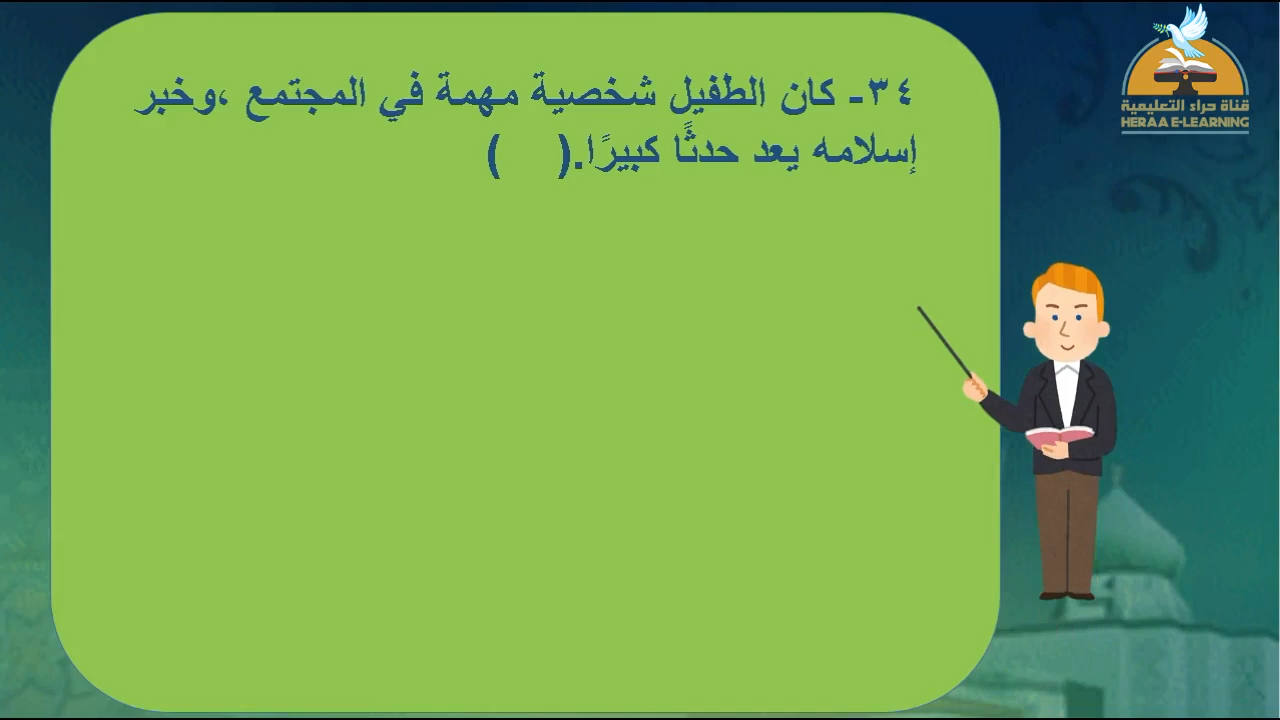 ٣٤- كان الطفيل شخصية مهمة في المجتمع ،وخبر
إسلامه يعد حدثًا كبيرًا.( )
قناة حراء التعليمية
HERAA E-LEARNING